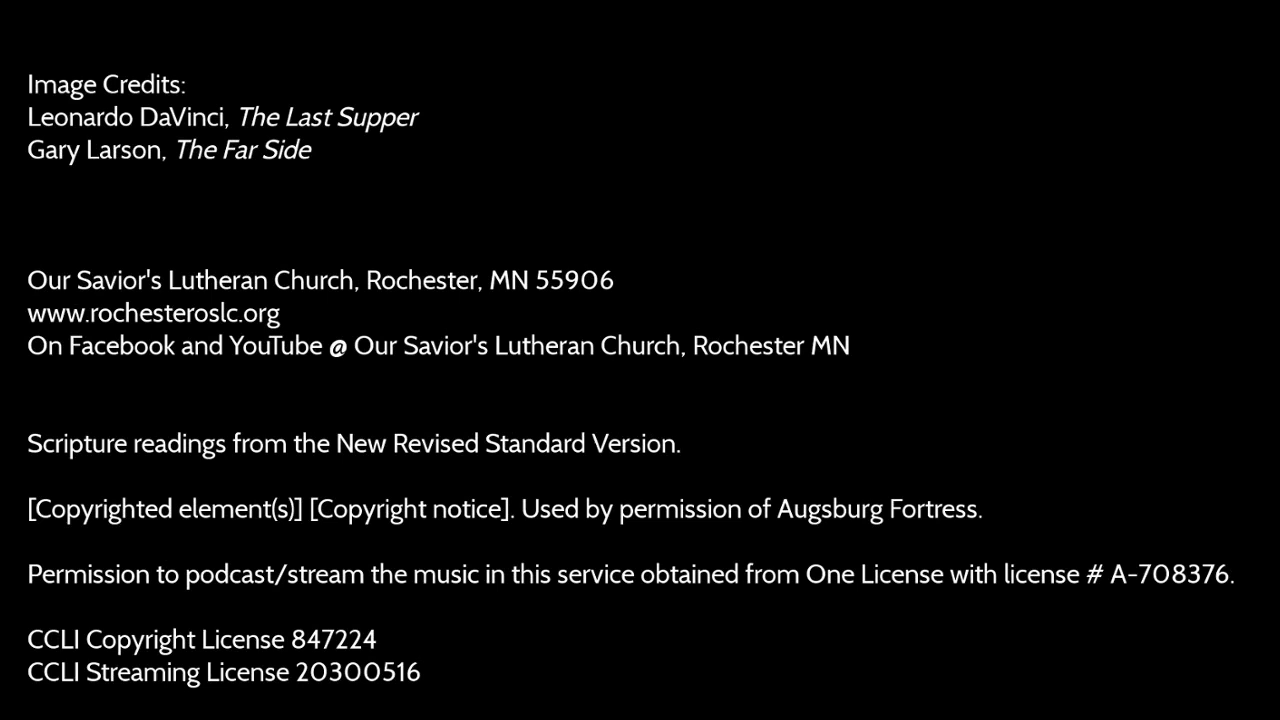 Image Credits:
Leonardo DaVinci, The Last Supper
Gary Larson, The Far Side
Our Savior's Lutheran Church, Rochester, MN 55906
www.rochesteroslc.org
On Facebook and YouTube @ Our Savior's Lutheran Church, Rochester MN
Scripture readings from the New Revised Standard Version.
[Copyrighted element(s)] [Copyright notice]. Used by permission of Augsburg Fortress.
Permission to podcast/stream the music in this service obtained from One License with license # A-708376.
CCLI Copyright License 847224
CCLI Streaming License 20300516